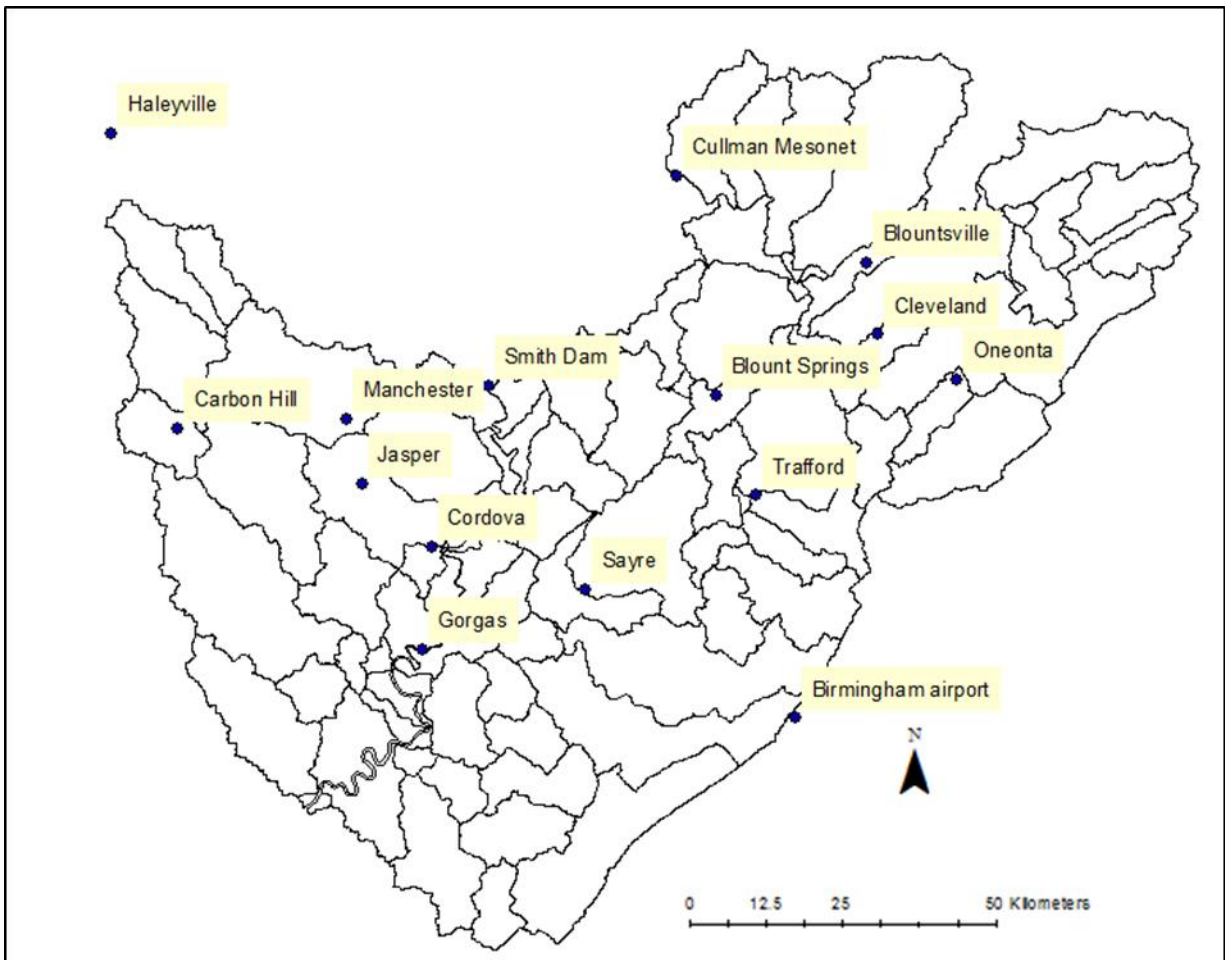 Haleyville
Cullman Mesonet
Blountsville
Cleveland
Oneonta
Smith Dam
Blount Springs
Manchester
Carbon Hill
Jasper
Trafford
Cordova
Sayre
Gorgas
Birmingham airport
N
0 12.5 25 50 Kilometers